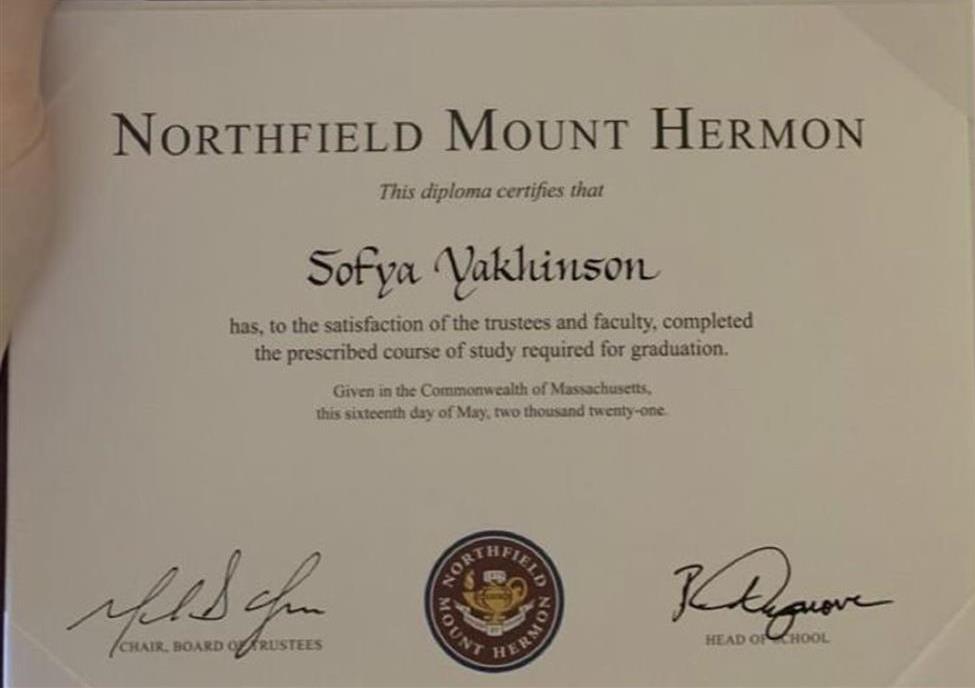 NORTHFIELD MOUNT HERMON
This diploma certifies that
Sofya Yakhinson
has, to the satisfaction of the trustees and faculty, completed
the prescribed course of study required for graduation.
Given in the Commonwealth of Massachusetts,
this sixteenth day of May, two thousand twenty-one.
CHAIR, BOARD OF TRUSTEES
NORTHFIELD
MOUNT HERMON
HEAD OF SCHOOL